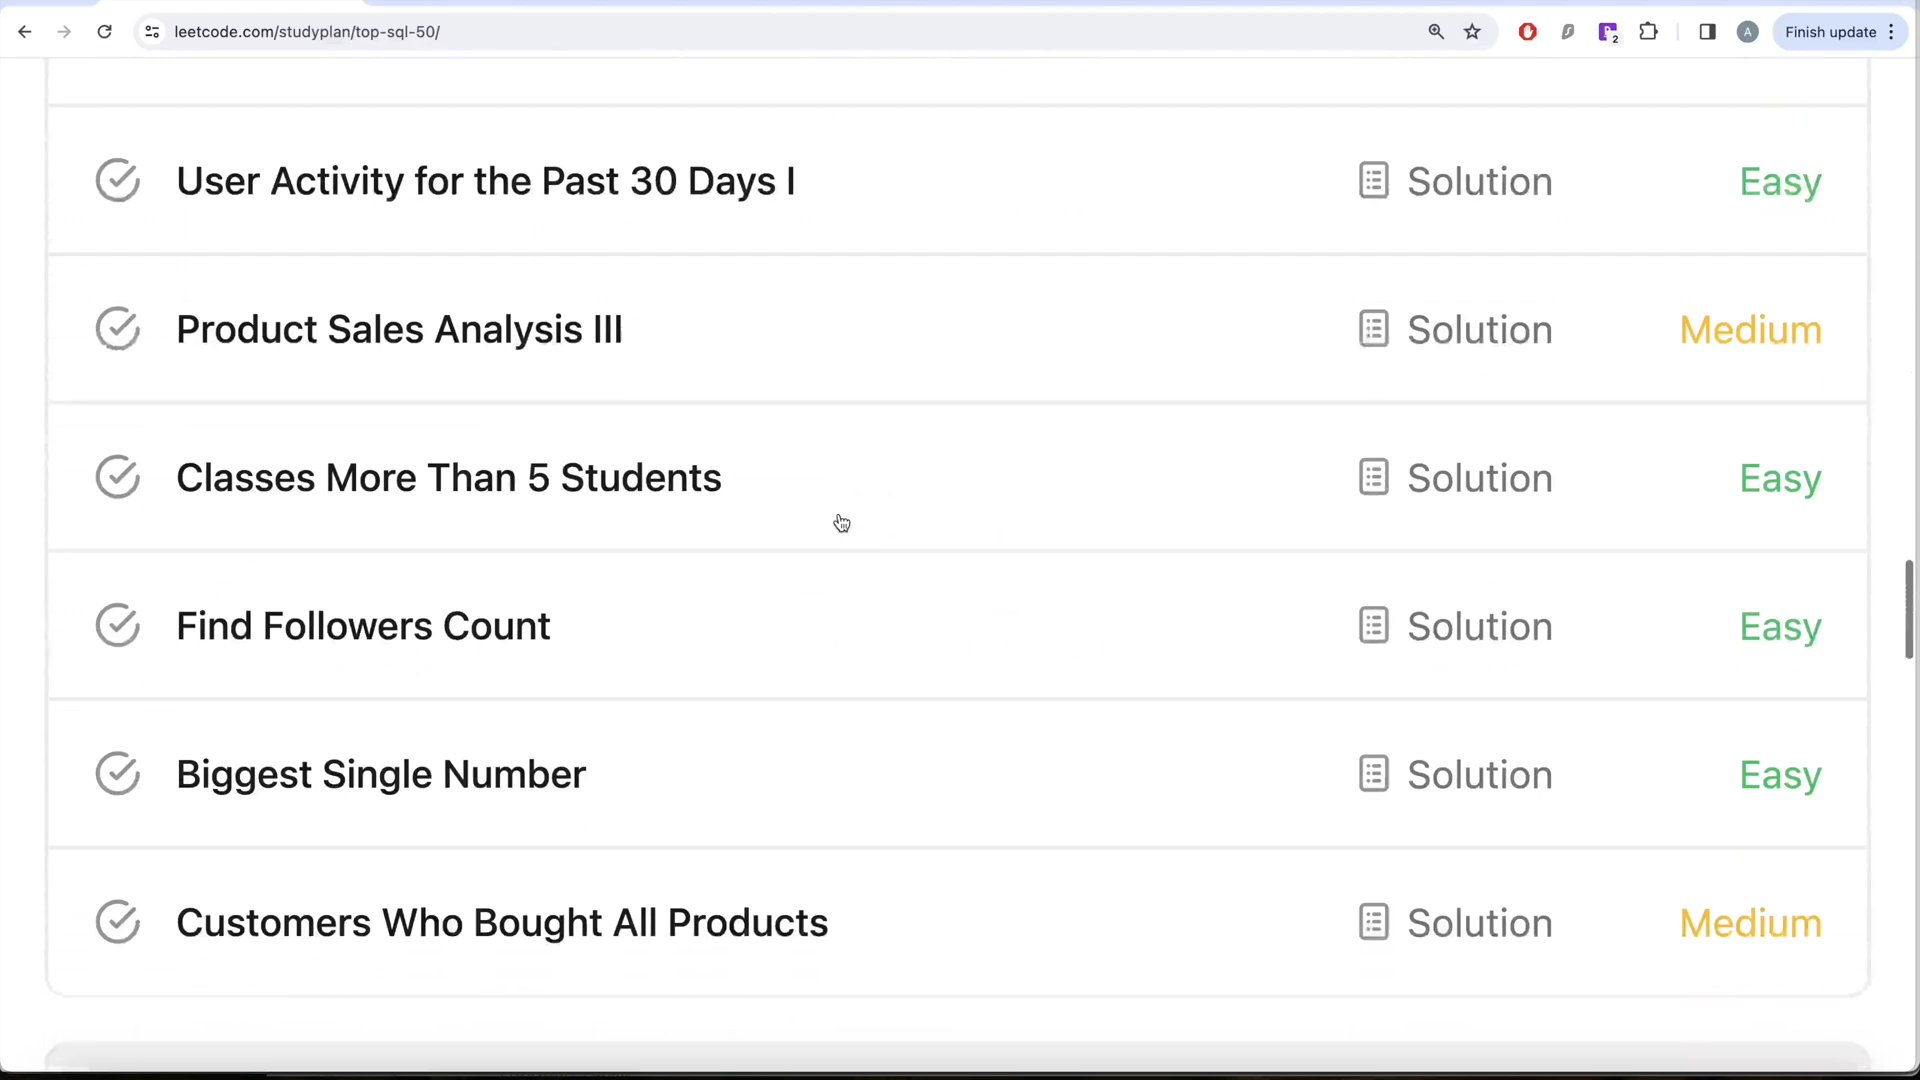 leetcode.com/studyplan/top-sql-50/
2
A
Finish update
User Activity for the Past 30 Days I
Solution
Easy
Product Sales Analysis III
Solution
Medium
Classes More Than 5 Students
Solution
Easy
Find Followers Count
Solution
Easy
Biggest Single Number
Solution
Easy
Customers Who Bought All Products
Solution
Medium